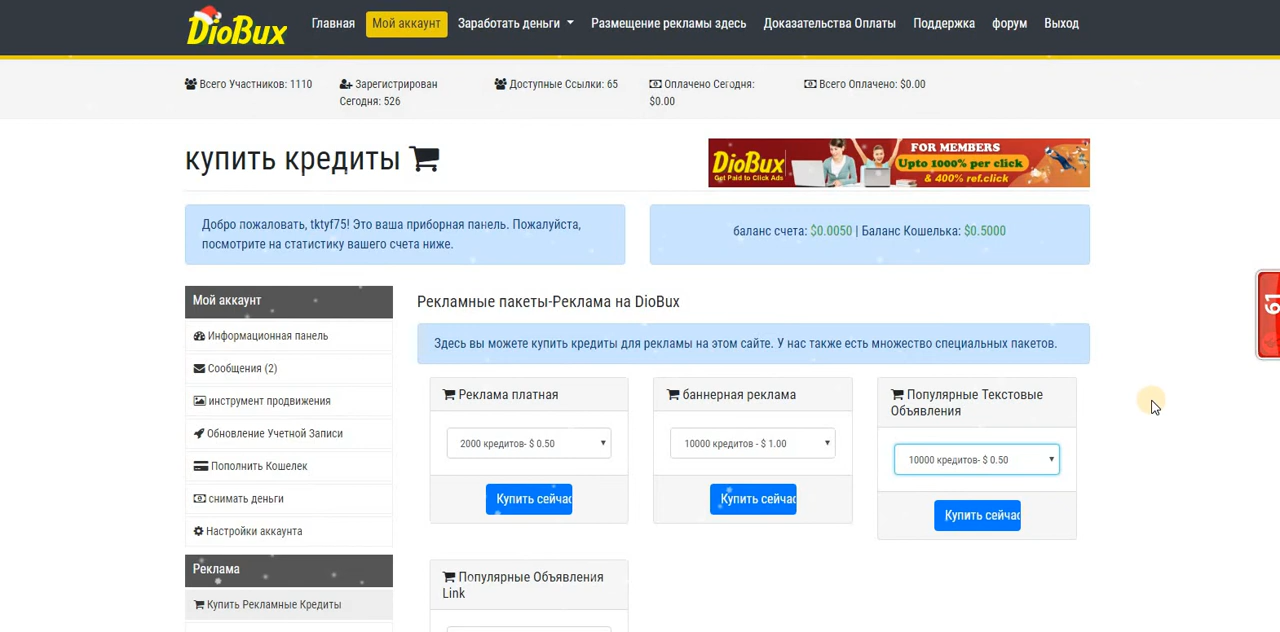 DioBux
Главная Мой аккаунт Заработать деньги Размещение рекламы здесь Доказательства Оплаты Поддержка форум Выход
Всего Участников: 1110
Зарегистрирован
Сегодня: 526
Доступные Ссылки: 65
Оплачено Сегодня:
$0.00
Всего Оплачено: $0.00
купить кредиты
DioBux
Get Paid to Click Ads
FOR MEMBERS
Upto 1000% per click
& 400% ref.click
Добро пожаловать, tktyf75! Это ваша приборная панель. Пожалуйста,
посмотрите на статистику вашего счета ниже.
баланс счета: $0.0050 | Баланс Кошелька: $0.5000
Мой аккаунт
Информационная панель
Сообщения (2)
инструмент продвижения
Обновление Учетной Записи
Пополнить Кошелек
снимать деньги
Настройки аккаунта
Реклама
Купить Рекламные Кредиты
Рекламные пакеты-Реклама на DioBux
Здесь вы можете купить кредиты для рекламы на этом сайте. У нас также есть множество специальных пакетов.
Реклама платная
2000 кредитов- $ 0.50
Купить сейчас
баннерная реклама
10000 кредитов - $ 1.00
Купить сейчас
Популярные Текстовые
Объявления
10000 кредитов- $ 0.50
Купить сейчас
Популярные Объявления
Link
61